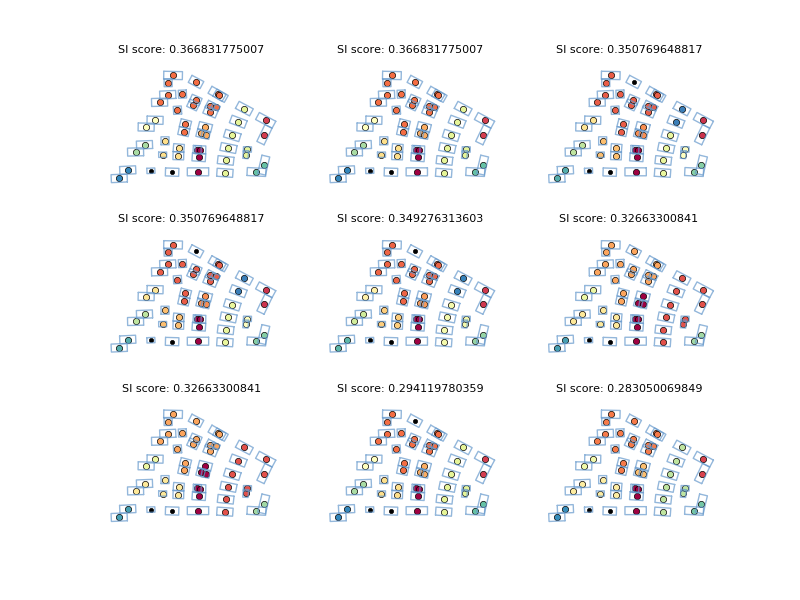 SI score: 0.366831775007
SI score: 0.366831775007
SI score: 0.350769648817
SI score: 0.350769648817
SI score: 0.349276313603
SI score: 0.32663300841
SI score: 0.32663300841
SI score: 0.294119780359
SI score: 0.283050069849